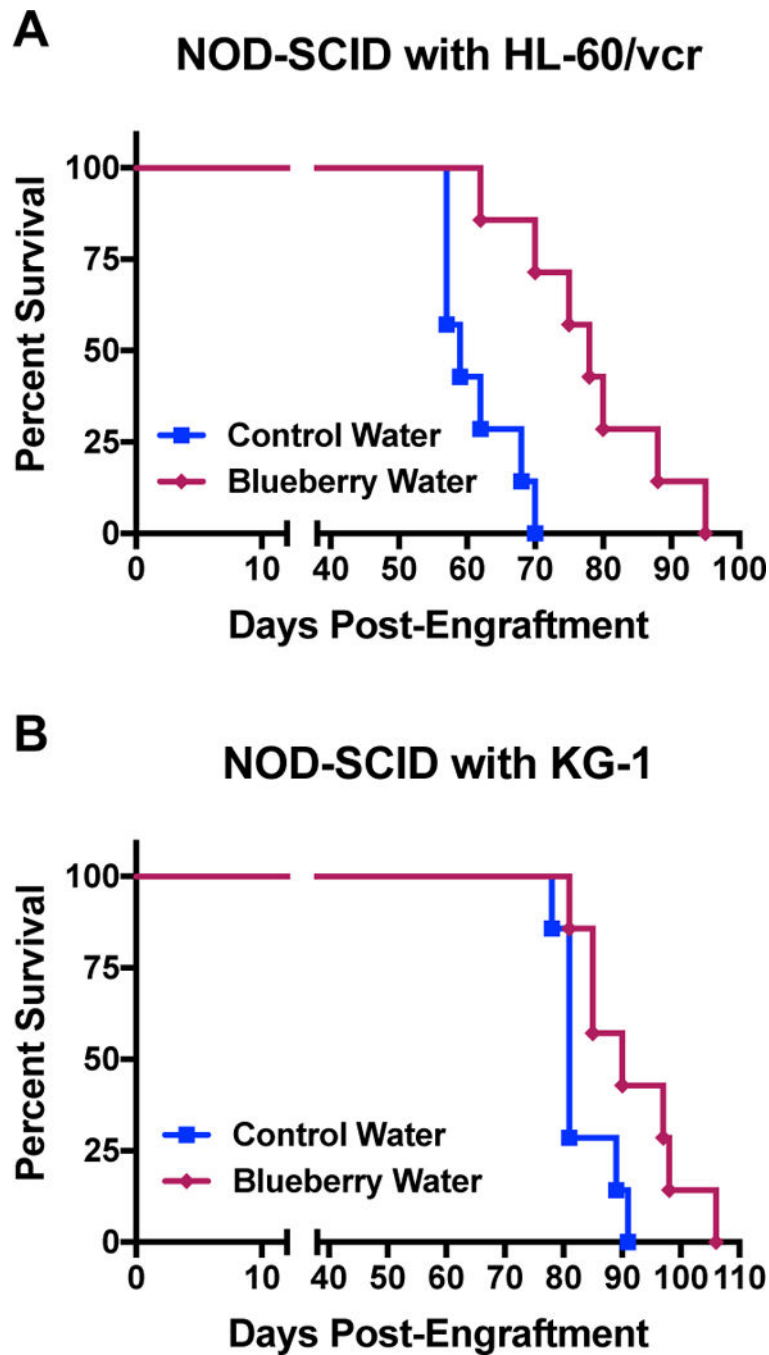 A
NOD-SCID with HL-60/vcr
Percent Survival
100
75
50
25
0
Control Water
Blueberry Water
0 10 40 50 60 70 80 90 100
Days Post-Engraftment
B
NOD-SCID with KG-1
Percent Survival
100
75
50
25
0
Control Water
Blueberry Water
0 10 40 50 60 70 80 90 100 110
Days Post-Engraftment